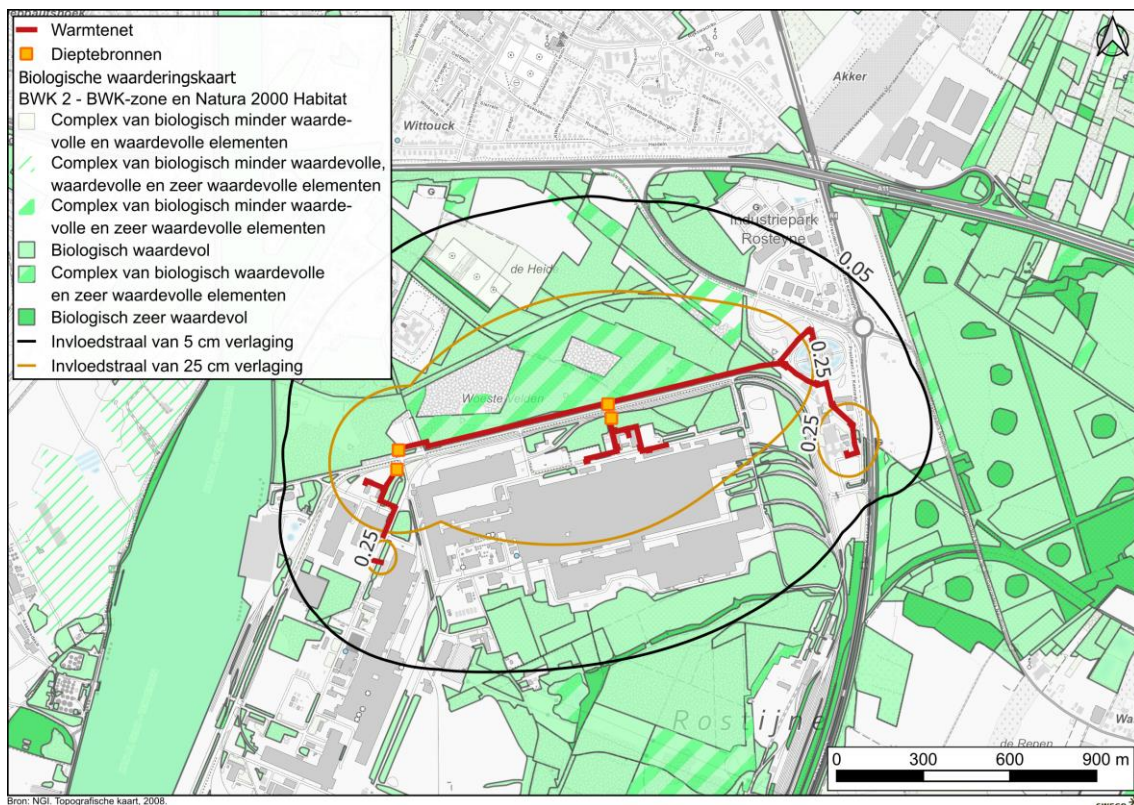 Warmtenet
Dieptebronnen
Biologische waarderingskaart
BWK 2 - BWK-zone en Natura 2000 Habitat
Complex van biologisch minder waarde-
volle en waardevolle elementen
Complex van biologisch minder waardevolle,
waardevolle en zeer waardevolle elementen
Complex van biologisch minder waarde-
volle en zeer waardevolle elementen
Biologisch waardevol
Complex van biologisch waardevolle
en zeer waardevolle elementen
Biologisch zeer waardevol
Invloedstraal van 5 cm verlaging
Invloedstraal van 25 cm verlaging
Akker
Wittouck
Industriepark
Rosteyne
de Heide
0.05
0.25
Woeste Velden
0.25
0.25
Rostijne
de Repen
0 300 600 900 m
Bron: NGI. Topografische kaart, 2008.